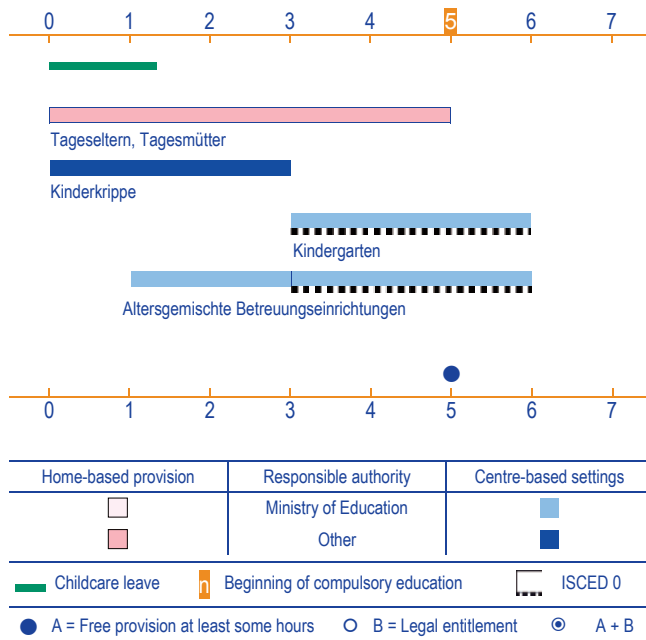 0 1 2 3 4 5 6 7
Tageseltern, Tagesmütter
Kinderkrippe
Kindergarten
Altersgemischte Betreuungseinrichtungen
0 1 2 3 4 5 6 7
Home-based provision Responsible authority Centre-based settings
Ministry of Education
Other
Childcare leave n Beginning of compulsory education ISCED 0
A = Free provision at least some hours B = Legal entitlement A + B